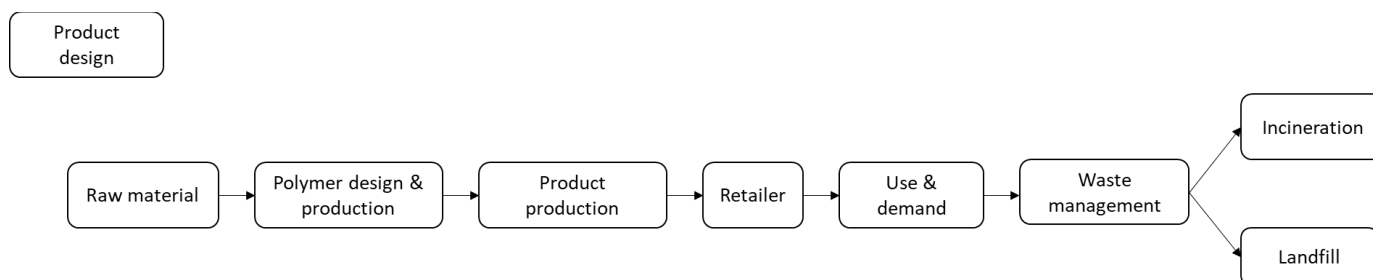 Product
design
Incineration
Raw material
Polymer design &
production
Product
production
Retailer
Use &
demand
Waste
management
Landfill